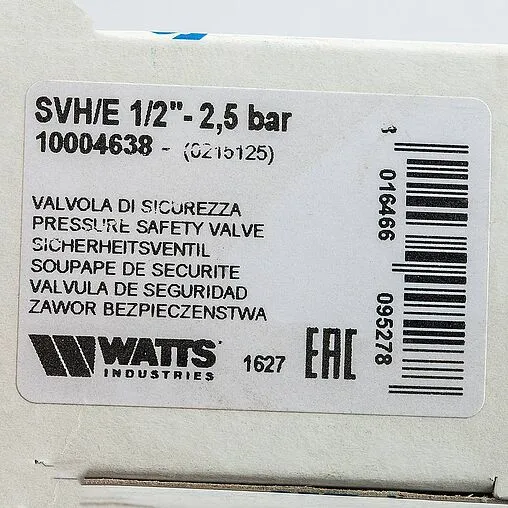 SVH/E 1/2"- 2,5 bar
10004638 - (0215125)
VALVOLA DI SICUREZZA
PRESSURE SAFETY VALVE
SICHERHEITSVENTIL
SOUPAPE DE SECURITE
VALVULA DE SEGURIDAD
ZAWOR BEZPIECZENSTWA
WATTS
INDUSTRIES
1627
EAC
3 016466 095278